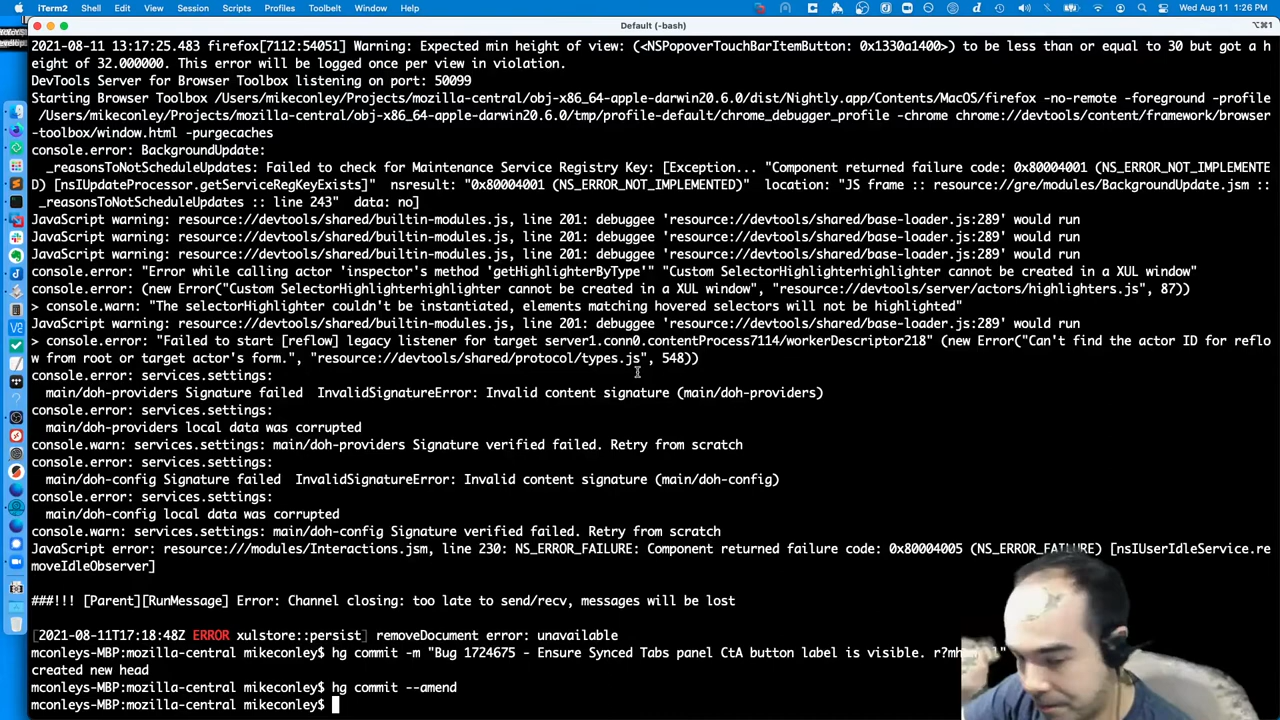 iTerm2 Shell Edit View Session Scripts Profiles Toolbelt Window Help Wed Aug 11 1:26 PM
Default (-bash) ⌥⌘1
2021-08-11 13:17:25.483 firefox[7112:54051] Warning: Expected min height of view: (<NSPopoverTouchBarItemButton: 0x1330a1400>) to be less than or equal to 30 but got a h
eight of 32.000000. This error will be logged once per view in violation.
DevTools Server for Browser Toolbox listening on port: 50099
Starting Browser Toolbox /Users/mikeconley/Projects/mozilla-central/obj-x86_64-apple-darwin20.6.0/dist/Nightly.app/Contents/MacOS/firefox -no-remote -foreground -profile
/Users/mikeconley/Projects/mozilla-central/obj-x86_64-apple-darwin20.6.0/tmp/profile-default/chrome_debugger_profile -chrome chrome://devtools/content/framework/browser
-toolbox/window.html -purgecaches
console.error: BackgroundUpdate:
_reasonsToNotScheduleUpdates: Failed to check for Maintenance Service Registry Key: [Exception... "Component returned failure code: 0x80004001 (NS_ERROR_NOT_IMPLEMENTE
D) [nsIUpdateProcessor.getServiceRegKeyExists]" nsresult: "0x80004001 (NS_ERROR_NOT_IMPLEMENTED)" location: "JS frame :: resource://gre/modules/BackgroundUpdate.jsm ::
_reasonsToNotScheduleUpdates :: line 243" data: no]
JavaScript warning: resource://devtools/shared/builtin-modules.js, line 201: debuggee 'resource://devtools/shared/base-loader.js:289' would run
JavaScript warning: resource://devtools/shared/builtin-modules.js, line 201: debuggee 'resource://devtools/shared/base-loader.js:289' would run
JavaScript warning: resource://devtools/shared/builtin-modules.js, line 201: debuggee 'resource://devtools/shared/base-loader.js:289' would run
console.error: "Error while calling actor 'inspector's method 'getHighlighterByType'" "Custom SelectorHighlighterhighlighter cannot be created in a XUL window"
console.error: (new Error("Custom SelectorHighlighterhighlighter cannot be created in a XUL window", "resource://devtools/server/actors/highlighters.js", 87))
> console.warn: "The selectorHighlighter couldn't be instantiated, elements matching hovered selectors will not be highlighted"
JavaScript warning: resource://devtools/shared/builtin-modules.js, line 201: debuggee 'resource://devtools/shared/base-loader.js:289' would run
> console.error: "Failed to start [reflow] legacy listener for target server1.conn0.contentProcess7114/workerDescriptor218" (new Error("Can't find the actor ID for reflo
w from root or target actor's form.", "resource://devtools/shared/protocol/types.js", 548))
console.error: services.settings:
main/doh-providers Signature failed InvalidSignatureError: Invalid content signature (main/doh-providers)
console.error: services.settings:
main/doh-providers local data was corrupted
console.warn: services.settings: main/doh-providers Signature verified failed. Retry from scratch
console.error: services.settings:
main/doh-config Signature failed InvalidSignatureError: Invalid content signature (main/doh-config)
console.error: services.settings:
main/doh-config local data was corrupted
console.warn: services.settings: main/doh-config Signature verified failed. Retry from scratch
JavaScript error: resource:///modules/Interactions.jsm, line 230: NS_ERROR_FAILURE: Component returned failure code: 0x80004005 (NS_ERROR_FAILURE) [nsIUserIdleService.re
moveIdleObserver]
###!!! [Parent][RunMessage] Error: Channel closing: too late to send/recv, messages will be lost
[2021-08-11T17:18:48Z ERROR xulstore::persist] removeDocument error: unavailable
mconleys-MBP:mozilla-central mikeconley$ hg commit -m "Bug 1724675 - Ensure Synced Tabs panel CtA button label is visible. "
created new head
mconleys-MBP:mozilla-central mikeconley$ hg commit --amend
mconleys-MBP:mozilla-central mikeconley$